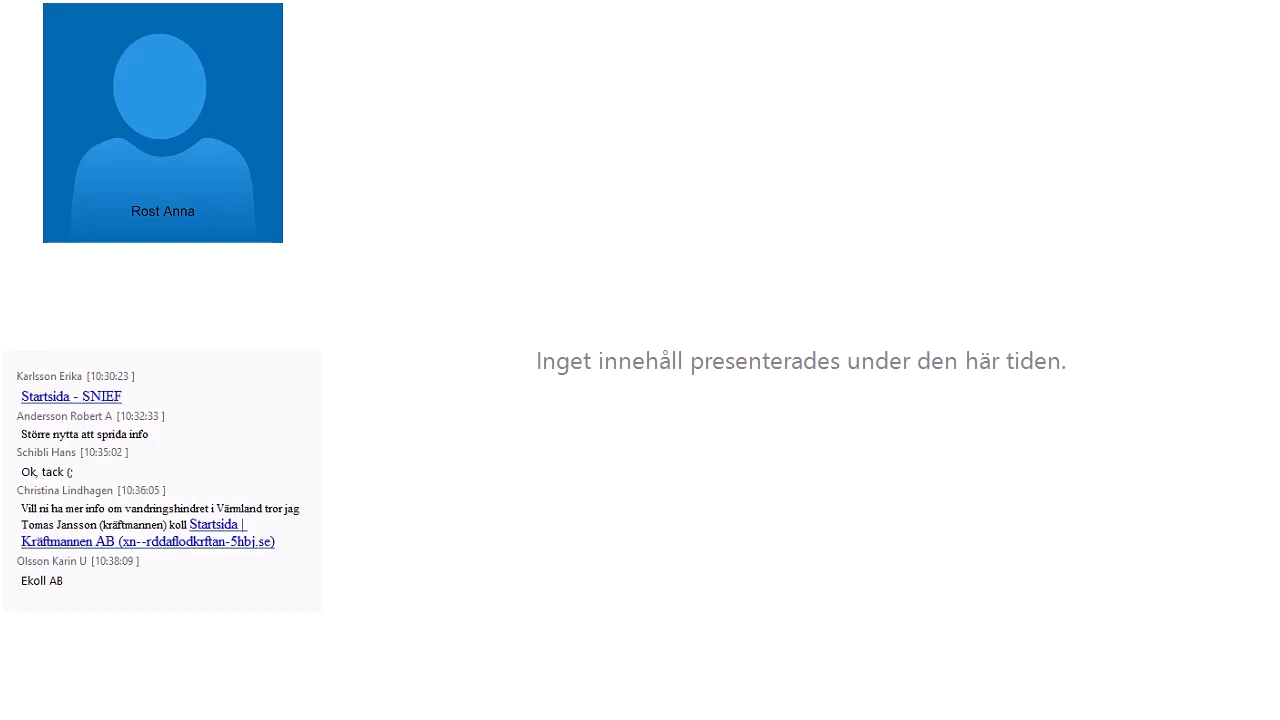 Rost Anna
Karlsson Erika [10:30:23 ]
Startsida - SNIEF
Andersson Robert A [10:32:33 ]
Större nytta att sprida info
Schibli Hans [10:35:02 ]
Ok, tack (;
Christina Lindhagen [10:36:05 ]
Vill ni ha mer info om vandringshindret i Värmland tror jag
Tomas Jansson (kräftmannen) koll Startsida |
Kräftmannen AB (xn--rddaflodkrftan-5hbj.se)
Olsson Karin U [10:38:09 ]
Ekoll AB
Inget innehåll presenterades under den här tiden.